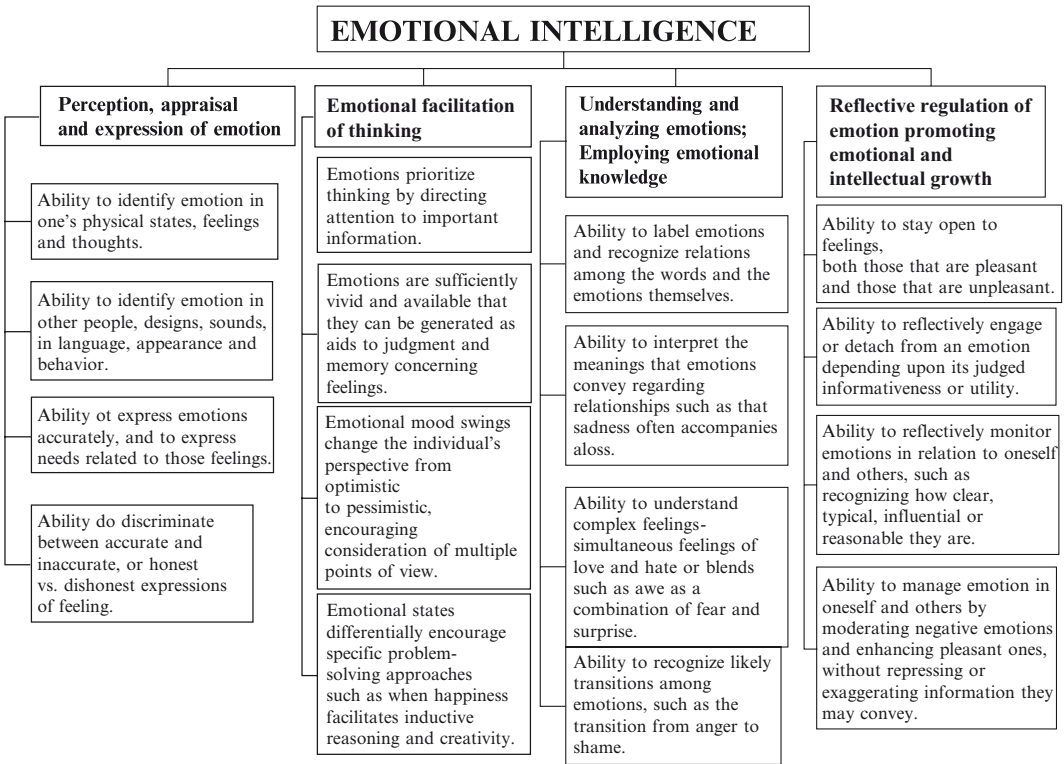 EMOTIONAL INTELLIGENCE
Perception, appraisal
and expression of emotion
Ability to identify emotion in
one's physical states, feelings
and thoughts.
Ability to identify emotion in
other people, designs, sounds,
in language, appearance and
behavior.
Ability ot express emotions
accurately, and to express
needs related to those feelings.
Ability do discriminate
between accurate and
inaccurate, or honest
vs. dishonest expressions
of feeling.
Emotional facilitation
of thinking
Emotions prioritize
thinking by directing
attention to important
information.
Emotions are sufficiently
vivid and available that
they can be generated as
aids to judgment and
memory concerning
feelings.
Emotional mood swings
change the individual's
perspective from
optimistic
to pessimistic,
encouraging
consideration of multiple
points of view.
Emotional states
differentially encourage
specific problem-
solving approaches
such as when happiness
facilitates inductive
reasoning and creativity.
Understanding and
analyzing emotions;
Employing emotional
knowledge
Ability to label emotions
and recognize relations
among the words and the
emotions themselves.
Ability to interpret the
meanings that emotions
convey regarding
relationships such as that
sadness often accompanies
aloss.
Ability to understand
complex feelings-
simultaneous feelings of
love and hate or blends
such as awe as a
combination of fear and
surprise.
Ability to recognize likely
transitions among
emotions, such as the
transition from anger to
shame.
Reflective regulation of
emotion promoting
emotional and
intellectual growth
Ability to stay open to
feelings,
both those that are pleasant
and those that are unpleasant.
Ability to reflectively engage
or detach from an emotion
depending upon its judged
informativeness or utility.
Ability to reflectively monitor
emotions in relation to oneself
and others, such as
recognizing how clear,
typical, influential or
reasonable they are.
Ability to manage emotion in
oneself and others by
moderating negative emotions
and enhancing pleasant ones,
without repressing or
exaggerating information they
may convey.